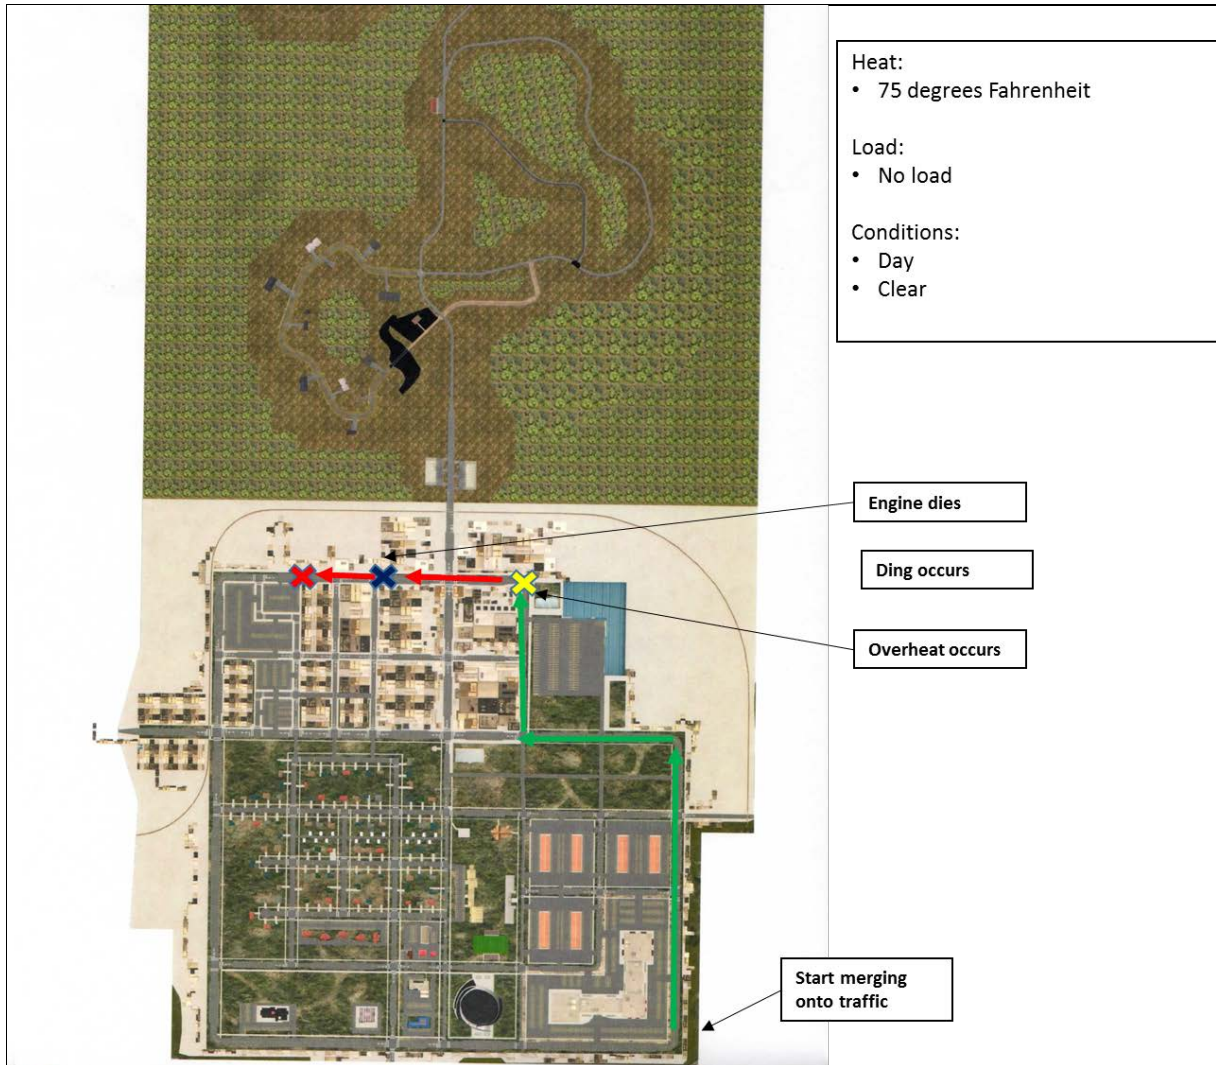 Heat:
• 75 degrees Fahrenheit
Load:
• No load
Conditions:
• Day
• Clear
Engine dies
Ding occurs
Overheat occurs
Start merging
onto traffic